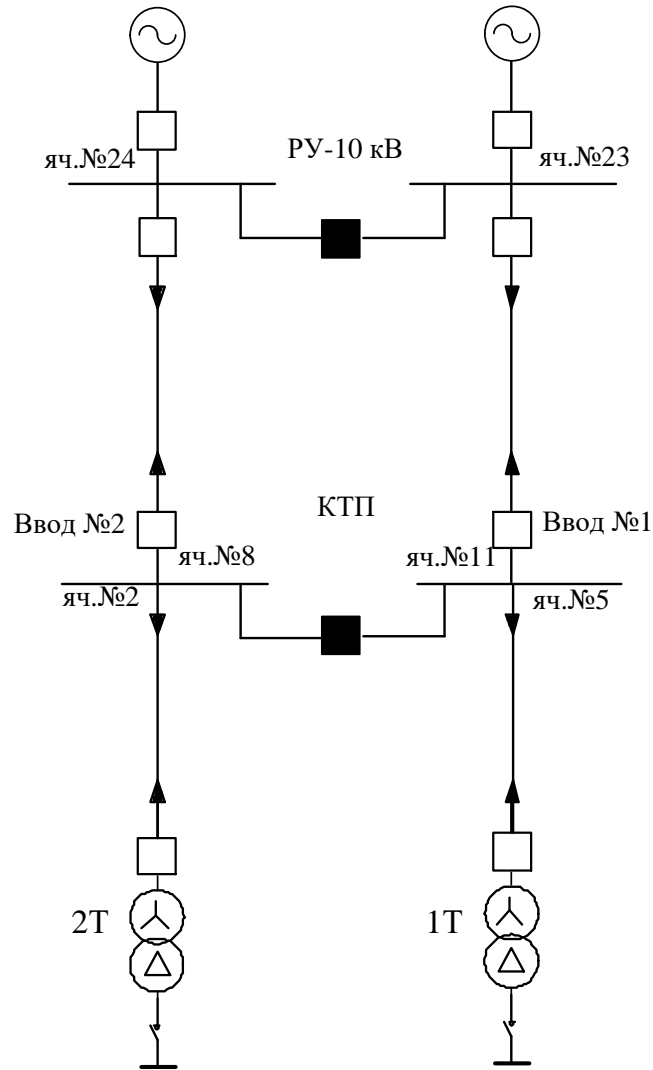 РУ-10 кВ
яч.№24
яч.№23
КТП
Ввод №2
Ввод №1
яч.№8
яч.№11
яч.№2
яч.№5
2Т
1Т